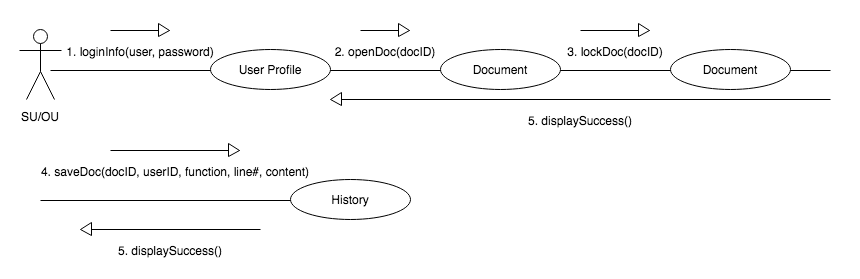 1. loginInfo(user, password)
2. openDoc(docID)
3. lockDoc(docID)
User Profile
Document
Document
SU/OU
5. displaySuccess()
4. saveDoc(docID, userID, function, line#, content)
History
5. displaySuccess()